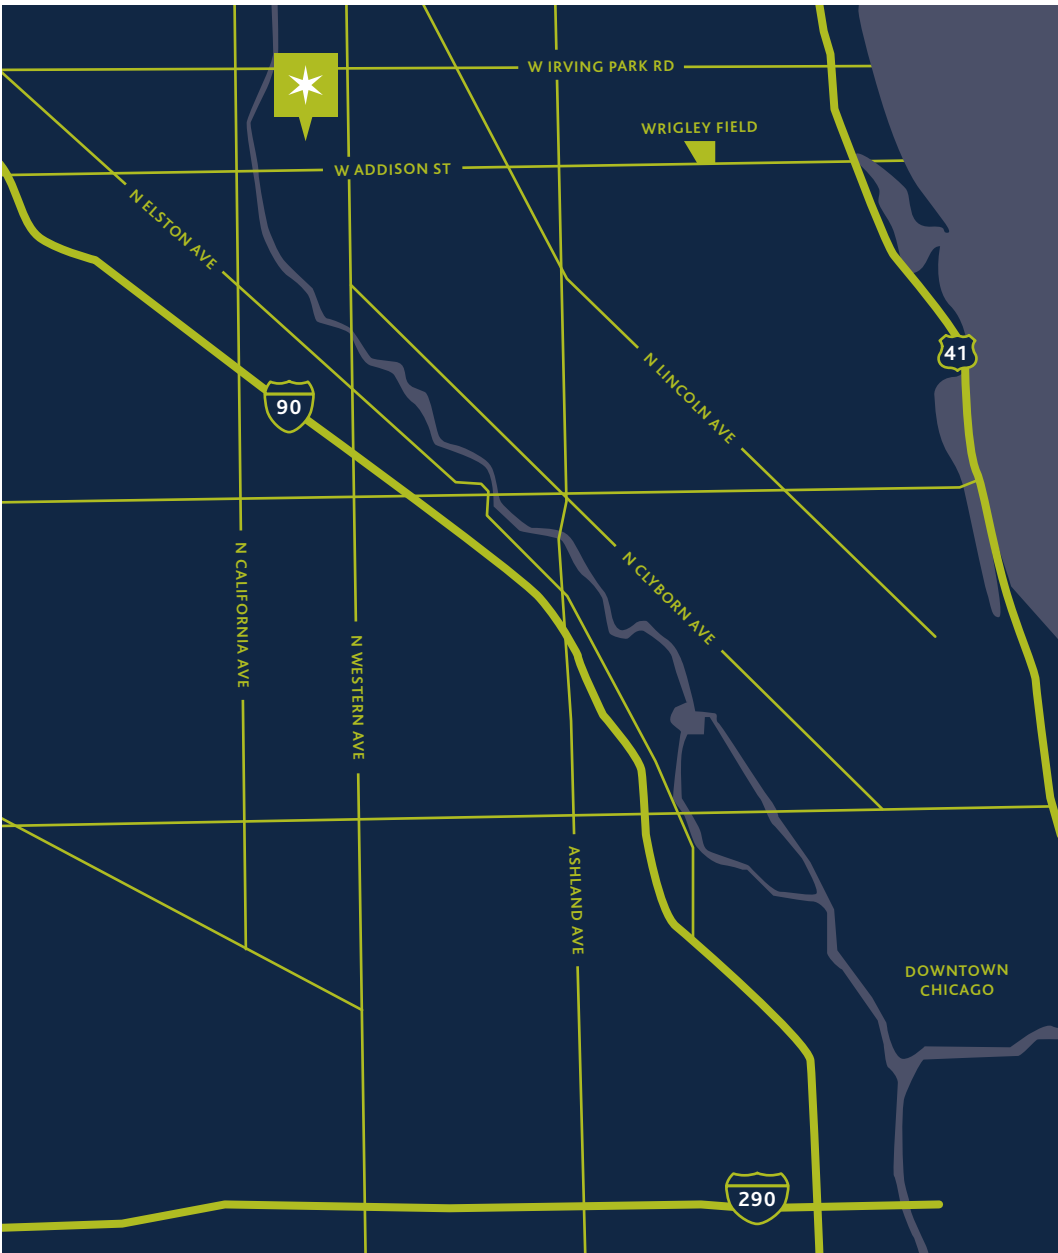 W IRVING PARK RD
WRIGLEY FIELD
W ADDISON ST
N ELSTON AVE
41
N LINCOLN AVE
90
N CALIFORNIA AVE
N CLYBORN AVE
N WESTERN AVE
ASHLAND AVE
DOWNTOWN
CHICAGO
290